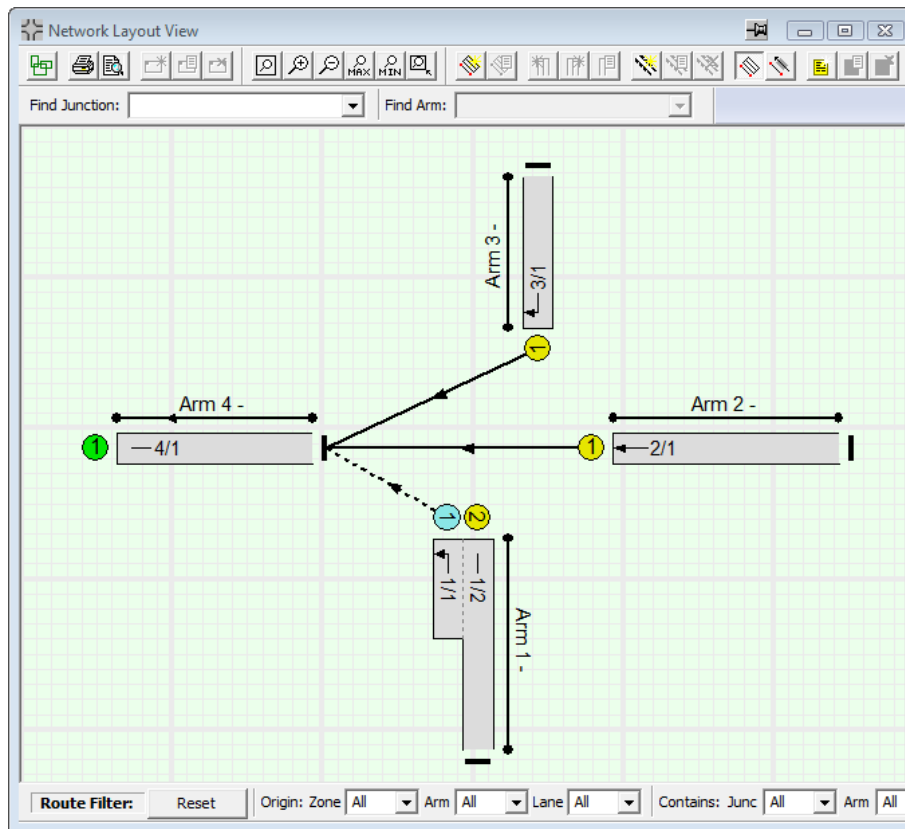 Network Layout View
MAX MIN
Find Junction: Find Arm:
Arm 3 -
3/1
1
Arm 4 - Arm 2 -
1 4/1 1 2/1
1 2
1/1 1/2
Arm 1 -
Route Filter: Reset Origin: Zone All Arm All Lane All Contains: Junc All Arm All